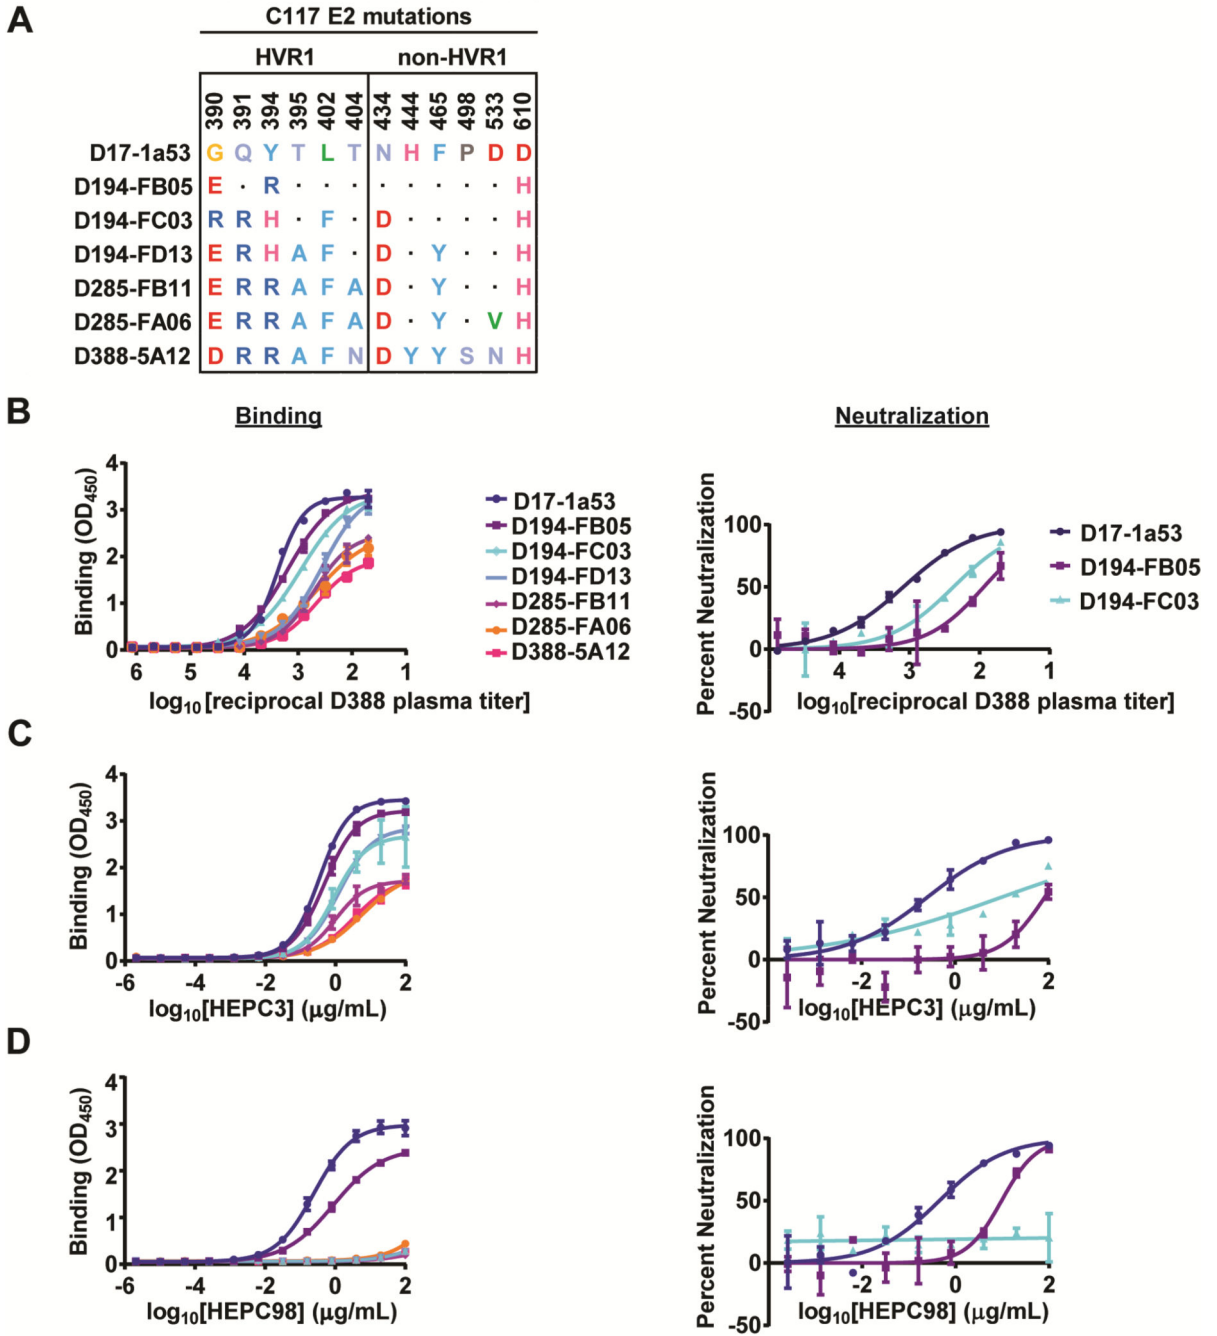 A
C117 E2 mutations
HVR1 non-HVR1
390 391 394 395 402 404 434 444 465 498 533 610
D17-1a53 G Q Y T L T N H F P D D
D194-FB05 E · R · · · · · · · · H
D194-FC03 R R H · F · D · · · · H
D194-FD13 E R H A F · D · Y · · H
D285-FB11 E R R A F A D · Y · · H
D285-FA06 E R R A F A D · Y · V H
D388-5A12 D R R A F N D Y Y S N H
B
Binding
Neutralization
Binding (OD450)
4
3
2
1
0
6 5 4 3 2 1
log10[reciprocal D388 plasma titer]
D17-1a53
D194-FB05
D194-FC03
D194-FD13
D285-FB11
D285-FA06
D388-5A12
Percent Neutralization
100
50
0
-50
4 3 2 1
log10[reciprocal D388 plasma titer]
D17-1a53
D194-FB05
D194-FC03
C
Binding (OD450)
4
3
2
1
0
-6 -4 -2 0 2
log10[HEPC3] (μg/mL)
Percent Neutralization
100
50
0
-50
-2 0 2
log10[HEPC3] (μg/mL)
D
Binding (OD450)
4
3
2
1
0
-6 -4 -2 0 2
log10[HEPC98] (μg/mL)
Percent Neutralization
100
50
0
-50
-2 0 2
log10[HEPC98] (μg/mL)